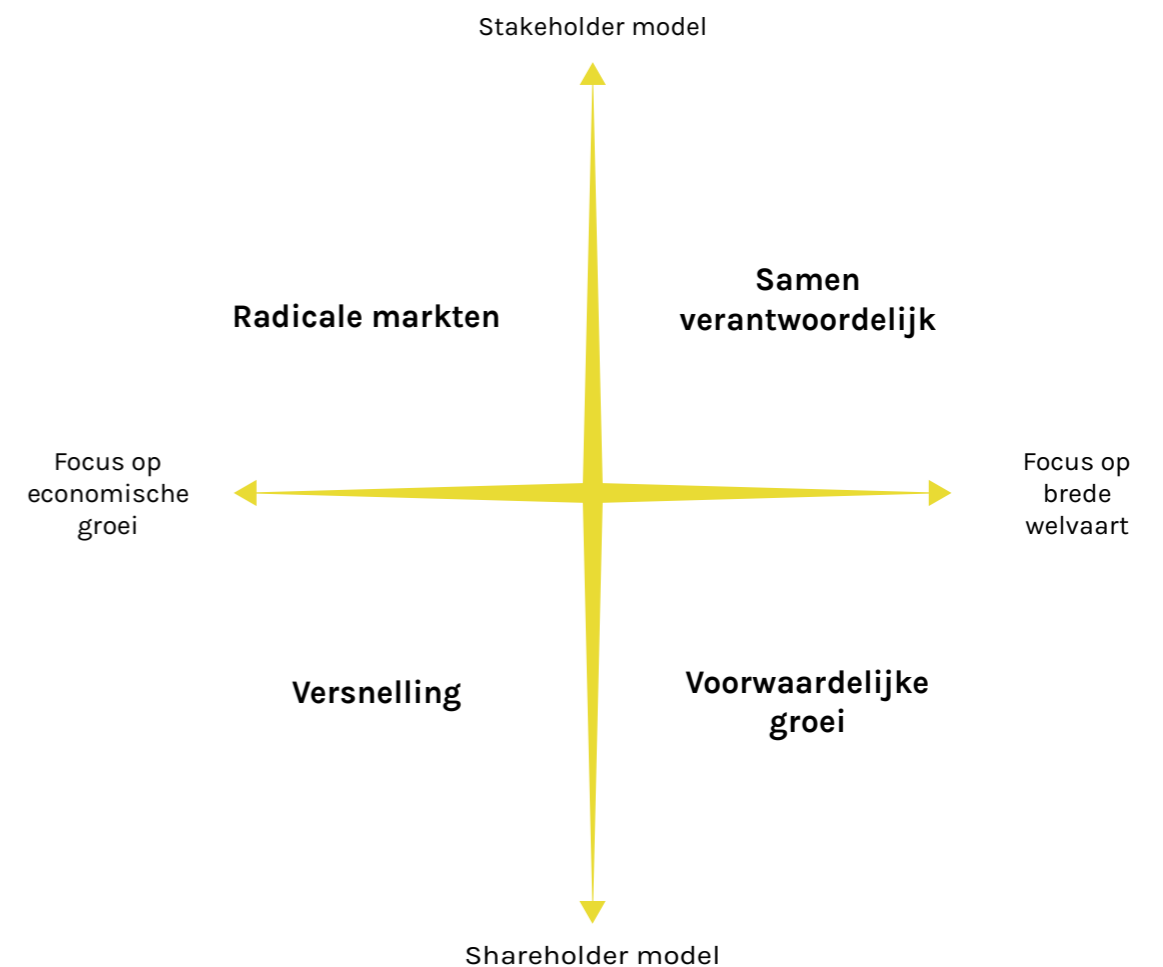 Stakeholder model
Radicale markten
Samen
verantwoordelijk
Focus op
economische
groei
Focus op
brede
welvaart
Versnelling
Voorwaardelijke
groei
Shareholder model